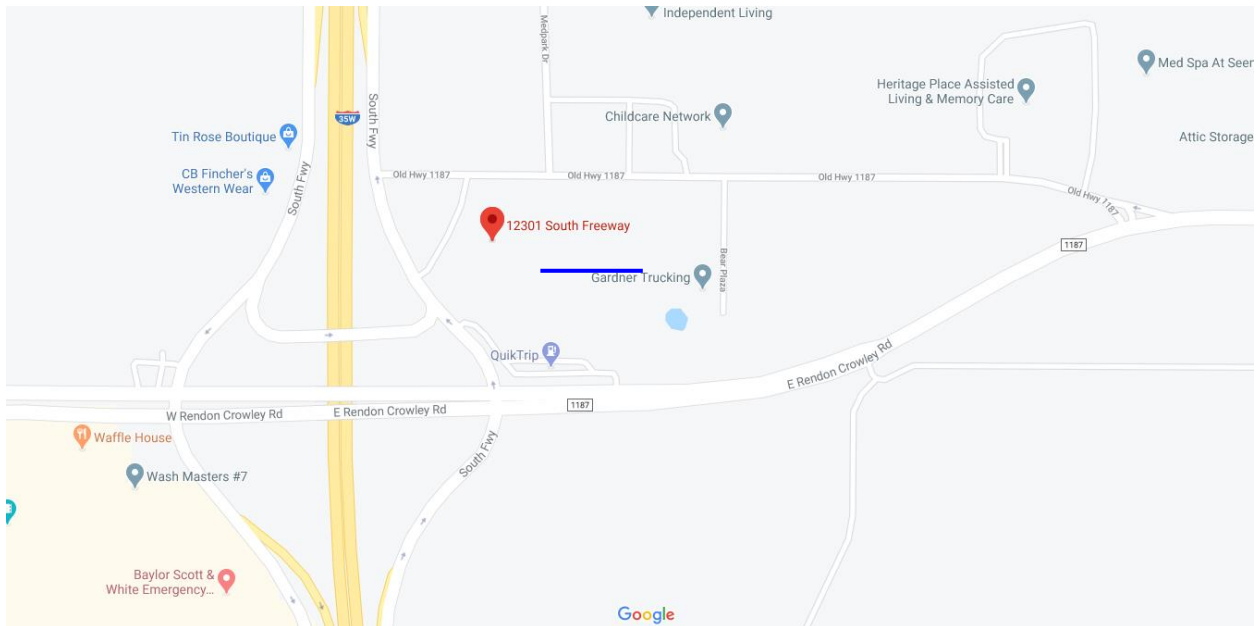 Independent Living
Medpark Dr
Med Spa At Seer
Heritage Place Assisted
Living & Memory Care
South Fwy
35W
Childcare Network
Tin Rose Boutique
Attic Storage
CB Fincher's
Western Wear
South Fwy
Old Hwy 1187
Old Hwy 1187
Old Hwy 1187
Old Hwy 1187
12301 South Freeway
1187
Bear Plaza
Gardner Trucking
QuikTrip
E Rendon Crowley Rd
1187
W Rendon Crowley Rd
E Rendon Crowley Rd
Waffle House
South Fwy
Wash Masters #7
Baylor Scott &
White Emergency...
Google